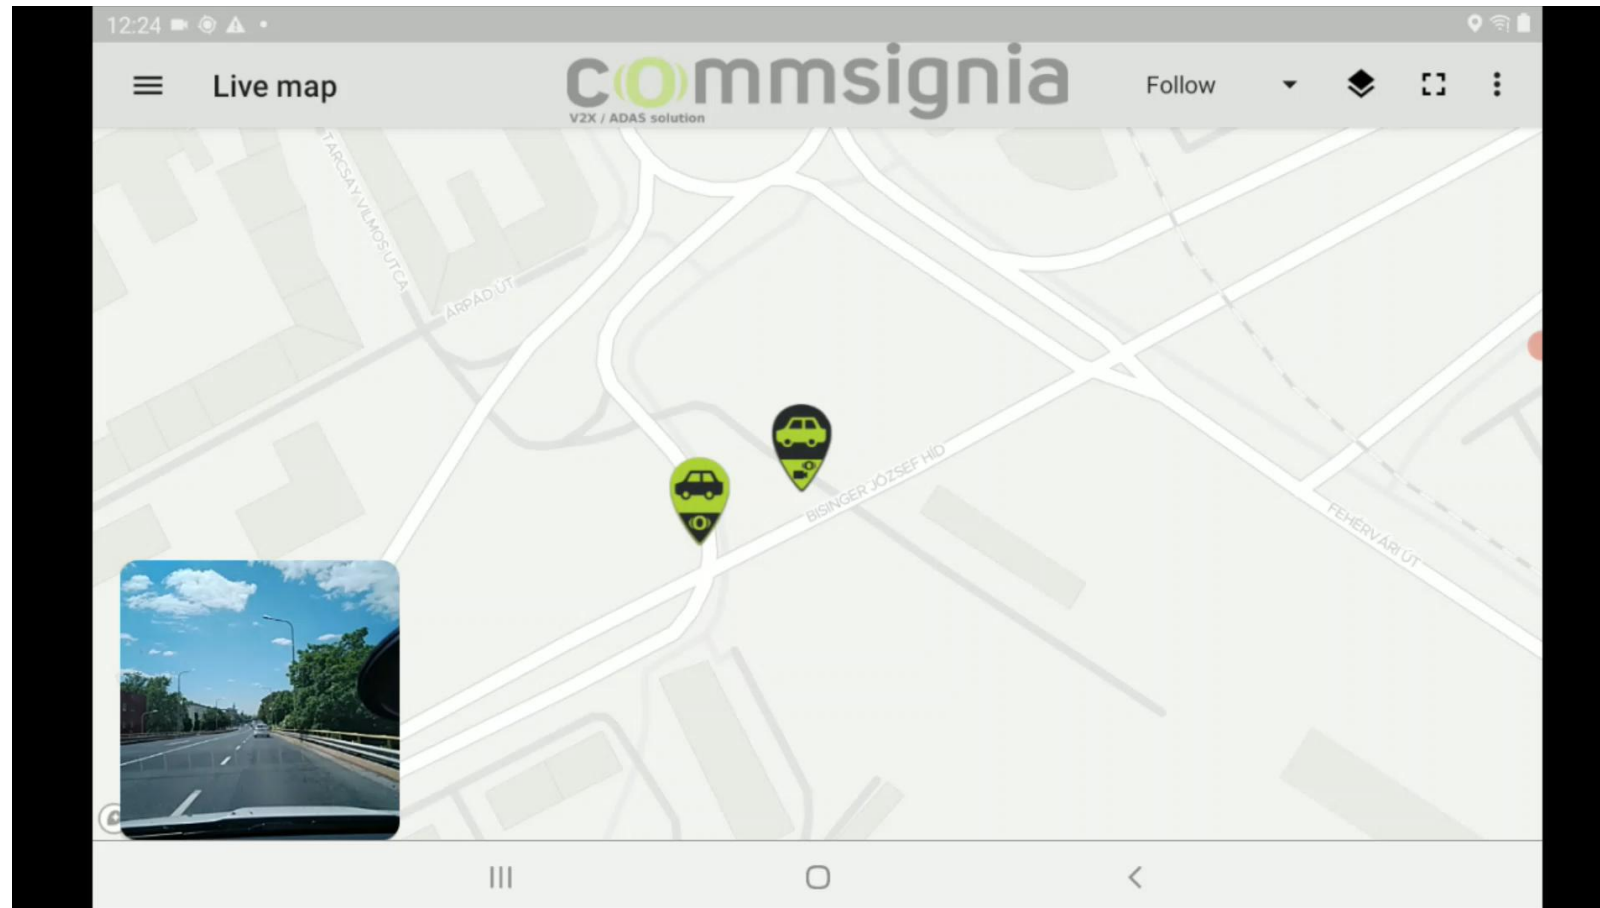 12:24
Live map
commsignia
V2X / ADAS solution
Follow
TARCSAY VILMOS UTCA
ÁRPÁD ÚT
BISINGER JÓZSEF HÍD
FEHÉRVÁRI ÚT